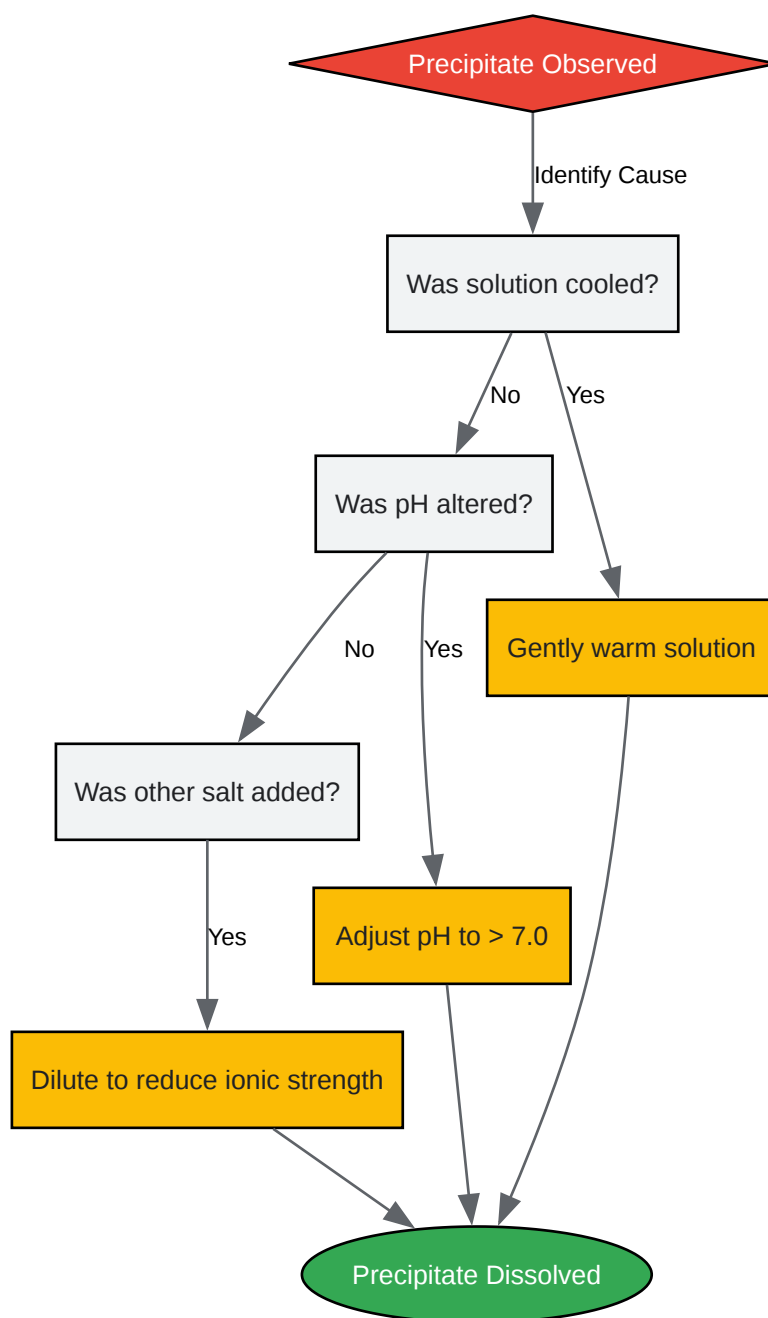 Precipitate Observed
Identify Cause
Was solution cooled?
No
Yes
Was pH altered?
No
Yes
Gently warm solution
Was other salt added?
Yes
Adjust pH to > 7.0
Dilute to reduce ionic strength
Precipitate Dissolved